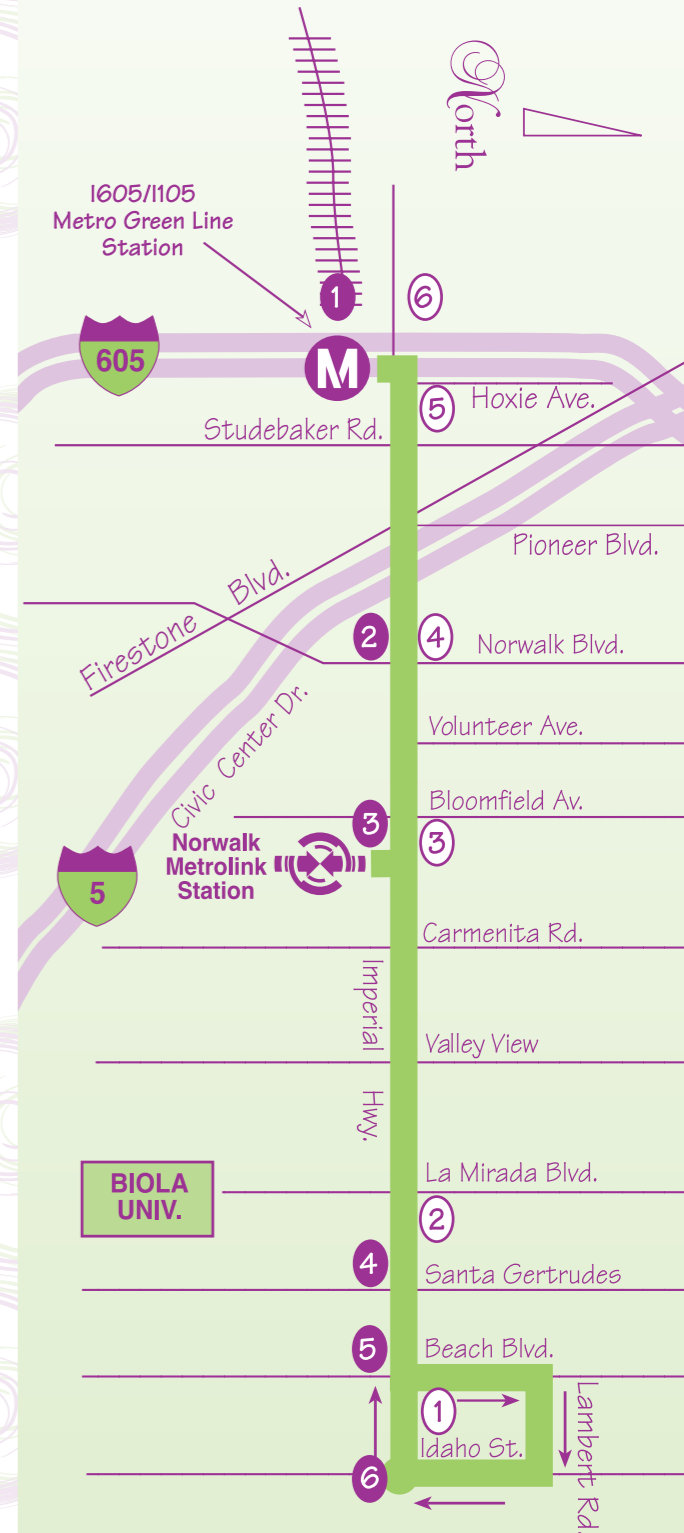 North
I605/I105
Metro Green Line
Station
1
6
605
M
5
Hoxie Ave.
Studebaker Rd.
Pioneer Blvd.
Firestone Blvd.
2
4
Norwalk Blvd.
Civic Center Dr.
Volunteer Ave.
Bloomfield Av.
3
3
Norwalk
Metrolink
Station
5
Carmenita Rd.
Imperial Hwy.
Valley View
BIOLA
UNIV.
La Mirada Blvd.
2
4
Santa Gertrudes
5
Beach Blvd.
1
Idaho St.
Lambert Rd.
6